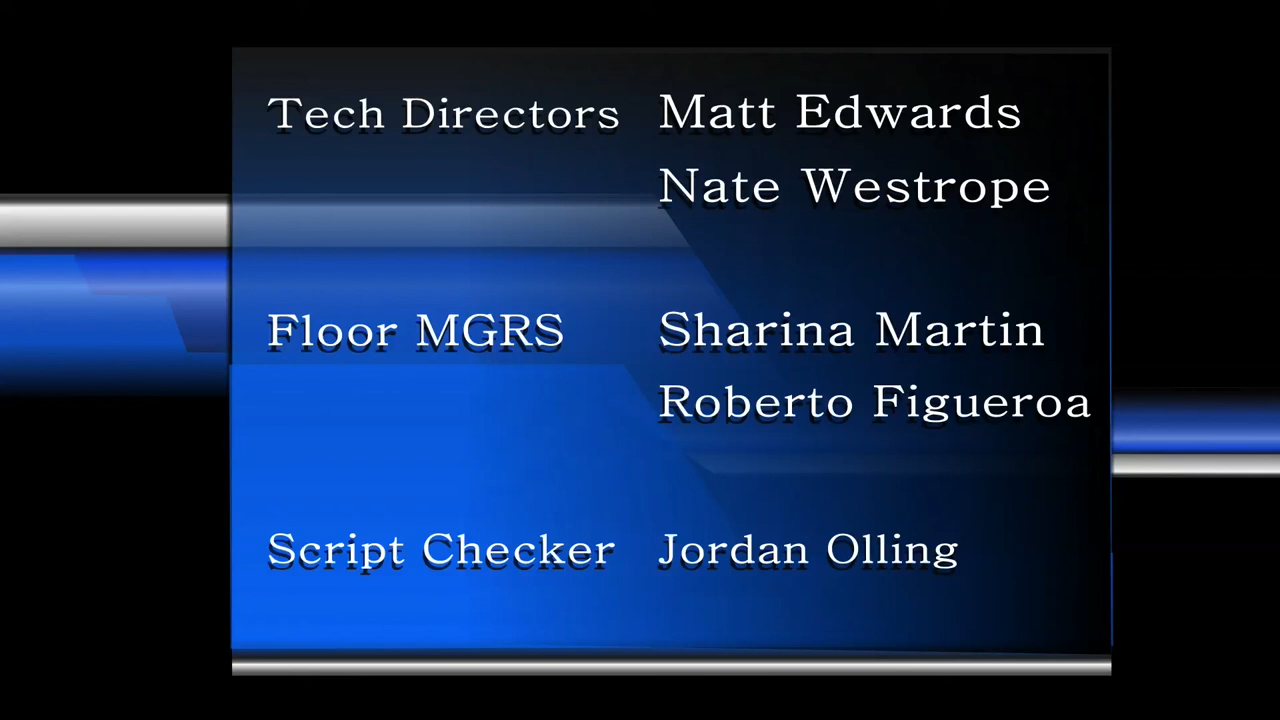 Tech Directors Matt Edwards
Nate Westrope
Floor MGRS Sharina Martin
Roberto Figueroa
Script Checker Jordan Olling